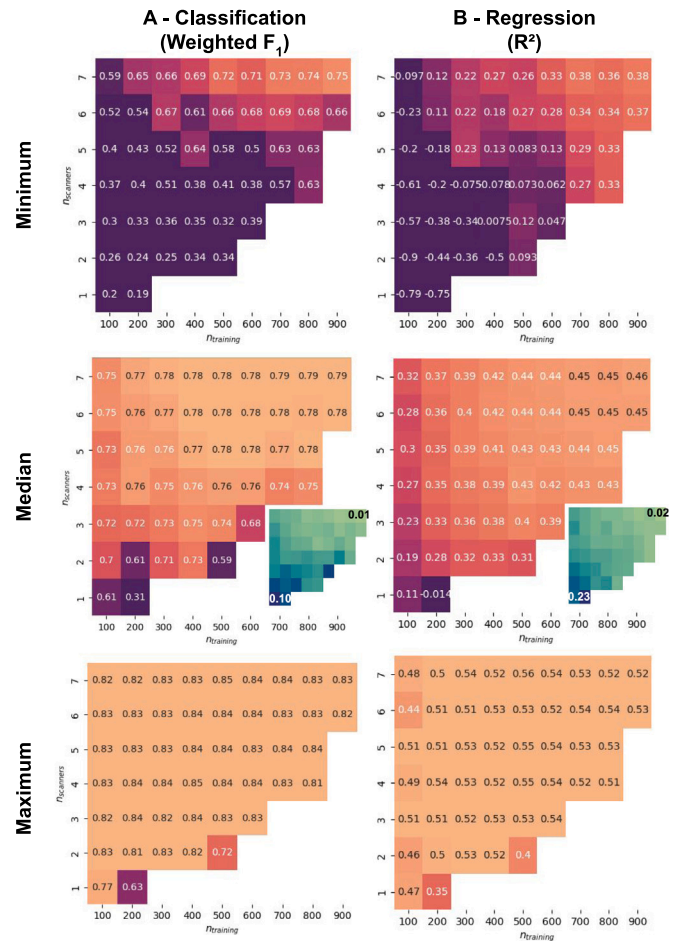 A - Classification
(Weighted F1)
B - Regression
(R²)
Minimum
nscanners
7 0.59 0.65 0.66 0.69 0.72 0.71 0.73 0.74 0.75
6 0.52 0.54 0.67 0.61 0.66 0.68 0.69 0.68 0.66
5 0.4 0.43 0.52 0.64 0.58 0.5 0.63 0.63
4 0.37 0.4 0.51 0.38 0.41 0.38 0.57 0.63
3 0.3 0.33 0.36 0.35 0.32 0.39
2 0.26 0.24 0.25 0.34 0.34
1 0.2 0.19
100 200 300 400 500 600 700 800 900
ntraining
7 -0.097 0.12 0.22 0.27 0.26 0.33 0.38 0.36 0.38
6 -0.23 0.11 0.22 0.18 0.27 0.28 0.34 0.34 0.37
5 -0.2 -0.18 0.23 0.13 0.083 0.13 0.29 0.33
4 -0.61 -0.2 -0.075 -0.078 0.073 0.062 0.27 0.33
3 -0.57 -0.38 -0.34 0.0075 0.12 0.047
2 -0.9 -0.44 -0.36 -0.5 0.093
1 -0.79 -0.75
100 200 300 400 500 600 700 800 900
ntraining
Median
nscanners
7 0.75 0.77 0.78 0.78 0.78 0.78 0.79 0.79 0.79
6 0.75 0.76 0.77 0.78 0.78 0.78 0.78 0.78 0.78
5 0.73 0.76 0.76 0.77 0.78 0.78 0.77 0.78
4 0.73 0.76 0.75 0.76 0.76 0.76 0.74 0.75
3 0.72 0.72 0.73 0.75 0.74 0.68
2 0.7 0.61 0.71 0.73 0.59
1 0.61 0.31
0.01
0.10
100 200 300 400 500 600 700 800 900
ntraining
7 0.32 0.37 0.39 0.42 0.44 0.44 0.45 0.45 0.46
6 0.28 0.36 0.4 0.42 0.44 0.44 0.45 0.45 0.45
5 0.3 0.35 0.39 0.41 0.43 0.43 0.44 0.45
4 0.27 0.35 0.38 0.39 0.43 0.42 0.43 0.43
3 0.23 0.33 0.36 0.38 0.4 0.39
2 0.19 0.28 0.32 0.33 0.31
1 0.11 -0.014
0.02
0.23
100 200 300 400 500 600 700 800 900
ntraining
Maximum
nscanners
7 0.82 0.82 0.83 0.83 0.85 0.84 0.84 0.83 0.83
6 0.83 0.83 0.84 0.83 0.84 0.84 0.83 0.83 0.82
5 0.83 0.84 0.83 0.84 0.84 0.83 0.84 0.84
4 0.83 0.84 0.84 0.85 0.84 0.84 0.83 0.81
3 0.82 0.84 0.82 0.84 0.83 0.83
2 0.83 0.81 0.83 0.82 0.72
1 0.77 0.63
100 200 300 400 500 600 700 800 900
ntraining
7 0.48 0.5 0.54 0.52 0.56 0.54 0.53 0.52 0.52
6 0.44 0.51 0.51 0.53 0.53 0.52 0.54 0.54 0.53
5 0.51 0.51 0.53 0.52 0.55 0.54 0.53 0.53
4 0.49 0.54 0.53 0.52 0.55 0.54 0.52 0.51
3 0.51 0.51 0.52 0.53 0.53 0.54
2 0.46 0.5 0.53 0.52 0.4
1 0.47 0.35
100 200 300 400 500 600 700 800 900
ntraining